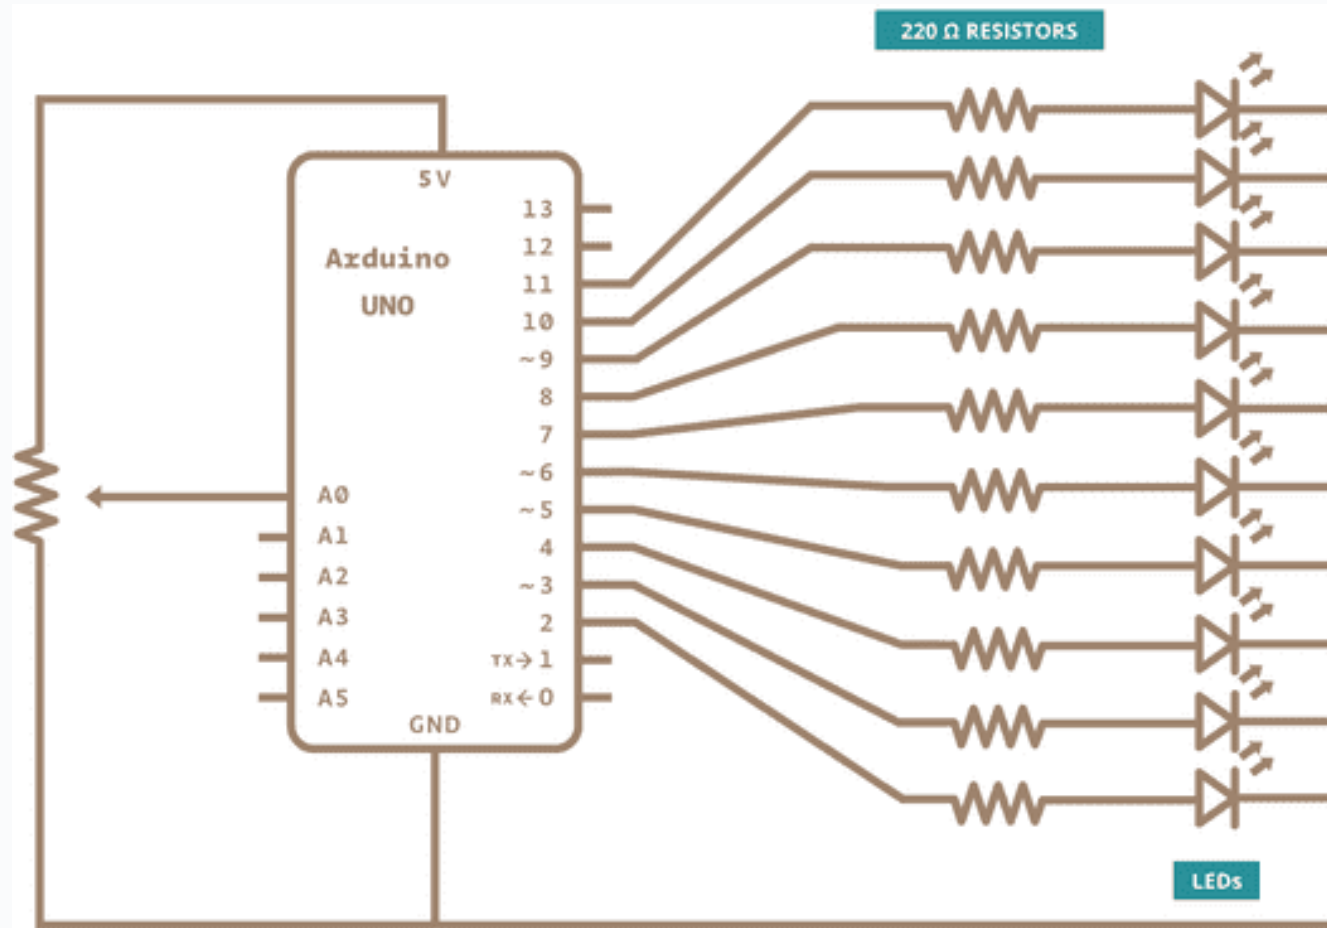 220 Ω RESISTORS
5V
Arduino
UNO
13
12
11
10
~9
8
7
~6
~5
4
~3
2
TX→1
RX←0
A0
A1
A2
A3
A4
A5
GND
LEDs